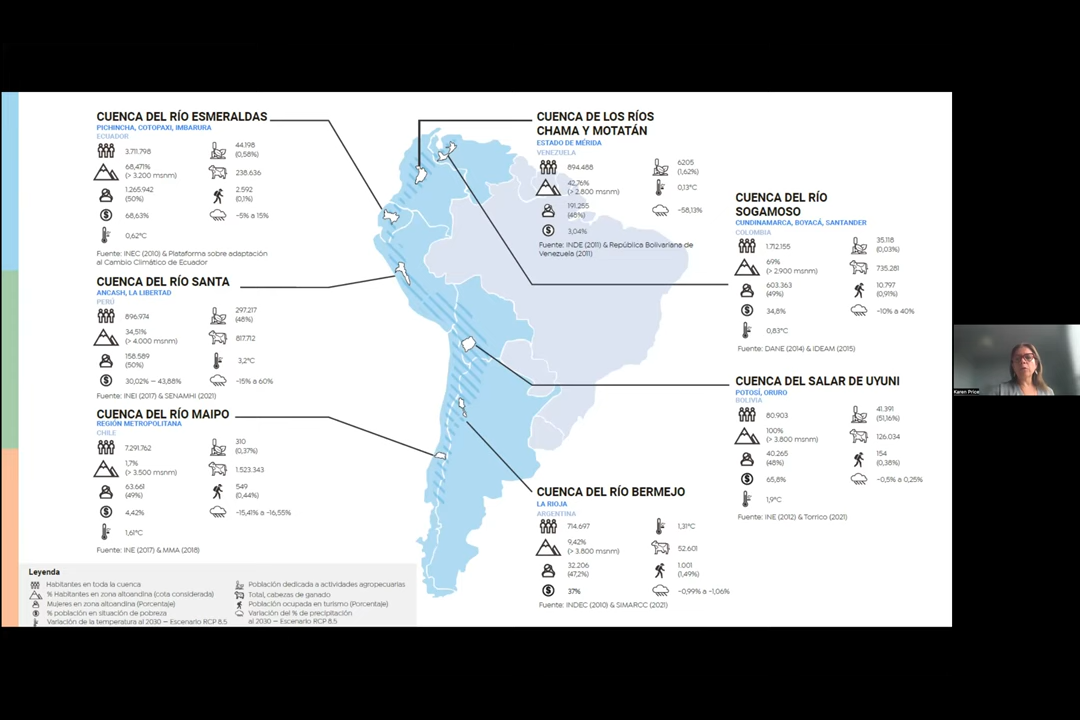 CUENCA DEL RÍO ESMERALDAS
PICHINCHA, COTOPAXI, IMBABURA
ECUADOR
3.711.798
68,471%
(> 3.200 msnm)
1.265.942
(50%)
68,63%
0,62°C
44.198
(0,58%)
238.636
2.592
(0,1%)
-5% a 15%
Fuente: INEC (2010) & Plataforma sobre adaptación
al Cambio Climático de Ecuador
CUENCA DEL RÍO SANTA
ANCASH, LA LIBERTAD
PERÚ
896.974
34,51%
(> 4.000 msnm)
158.589
(50%)
30,02% – 43,88%
297.217
(48%)
817.712
3,2°C
-15% a 60%
Fuente: INEI (2017) & SENAMHI (2021)
CUENCA DEL RÍO MAIPO
REGIÓN METROPOLITANA
CHILE
7.291.762
1,7%
(> 3.500 msnm)
63.661
(49%)
4,42%
1,61°C
310
(0,37%)
1.523.343
549
(0,44%)
-15,41% a -16,55%
Fuente: INE (2017) & MMA (2018)
CUENCA DE LOS RÍOS
CHAMA Y MOTATÁN
ESTADO DE MÉRIDA
VENEZUELA
894.488
42,76%
(> 2.800 msnm)
191.255
(48%)
3,04%
6205
(1,62%)
0,13°C
-58,13%
Fuente: INDE (2011) & República Bolivariana de
Venezuela (2011)
CUENCA DEL RÍO
SOGAMOSO
CUNDINAMARCA, BOYACÁ, SANTANDER
COLOMBIA
1.712.155
69%
(> 2.900 msnm)
603.363
(49%)
34,8%
0,83°C
35.118
(0,03%)
735.281
10.797
(0,91%)
-10% a 40%
Fuente: DANE (2014) & IDEAM (2015)
CUENCA DEL SALAR DE UYUNI
POTOSÍ, ORURO
BOLIVIA
80.903
100%
(> 3.800 msnm)
40.265
(48%)
65,8%
1,9°C
41.391
(51,16%)
126.034
154
(0,38%)
-0,5% a 0,25%
Fuente: INE (2012) & Torrico (2021)
CUENCA DEL RÍO BERMEJO
LA RIOJA
ARGENTINA
714.697
9,42%
(> 3.800 msnm)
32.206
(47,2%)
37%
1,31°C
52.601
1.001
(1,49%)
-0,99% a -1,06%
Fuente: INDEC (2010) & SIMARCC (2021)
Leyenda
Habitantes en toda la cuenca
% Habitantes en zona altoandina (cota considerada)
Mujeres en zona altoandina (Porcentaje)
% población en situación de pobreza
Variación de la temperatura al 2030 – Escenario RCP 8.5
Población dedicada a actividades agropecuarias
Total, cabezas de ganado
Población ocupada en turismo (Porcentaje)
Variación del % de precipitación
al 2030 – Escenario RCP 8.5
Karen Price